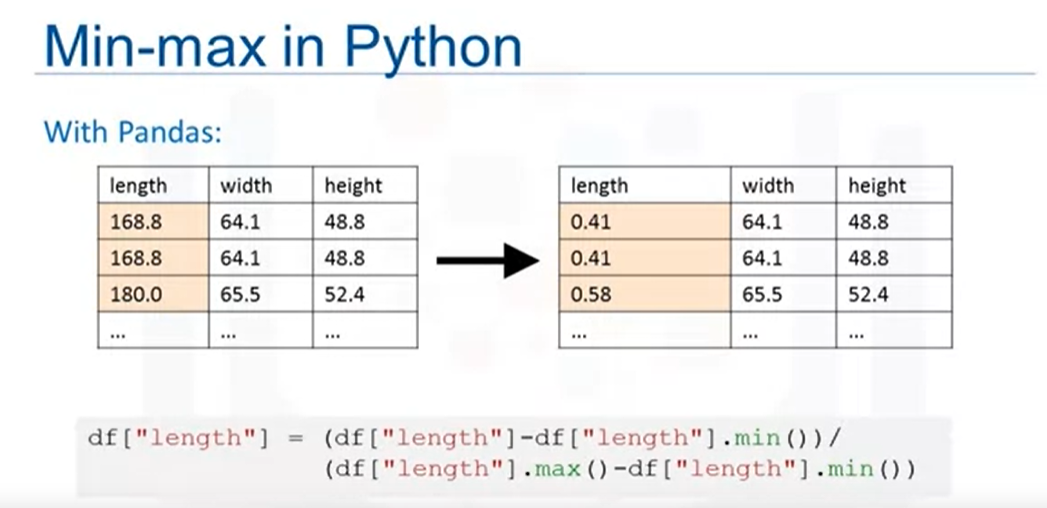 Min-max in Python
With Pandas:
length width height
168.8 64.1 48.8
168.8 64.1 48.8
180.0 65.5 52.4
... ... ...
length width height
0.41 64.1 48.8
0.41 64.1 48.8
0.58 65.5 52.4
... ... ...
df["length"] = (df["length"]-df["length"].min())/
(df["length"].max()-df["length"].min())